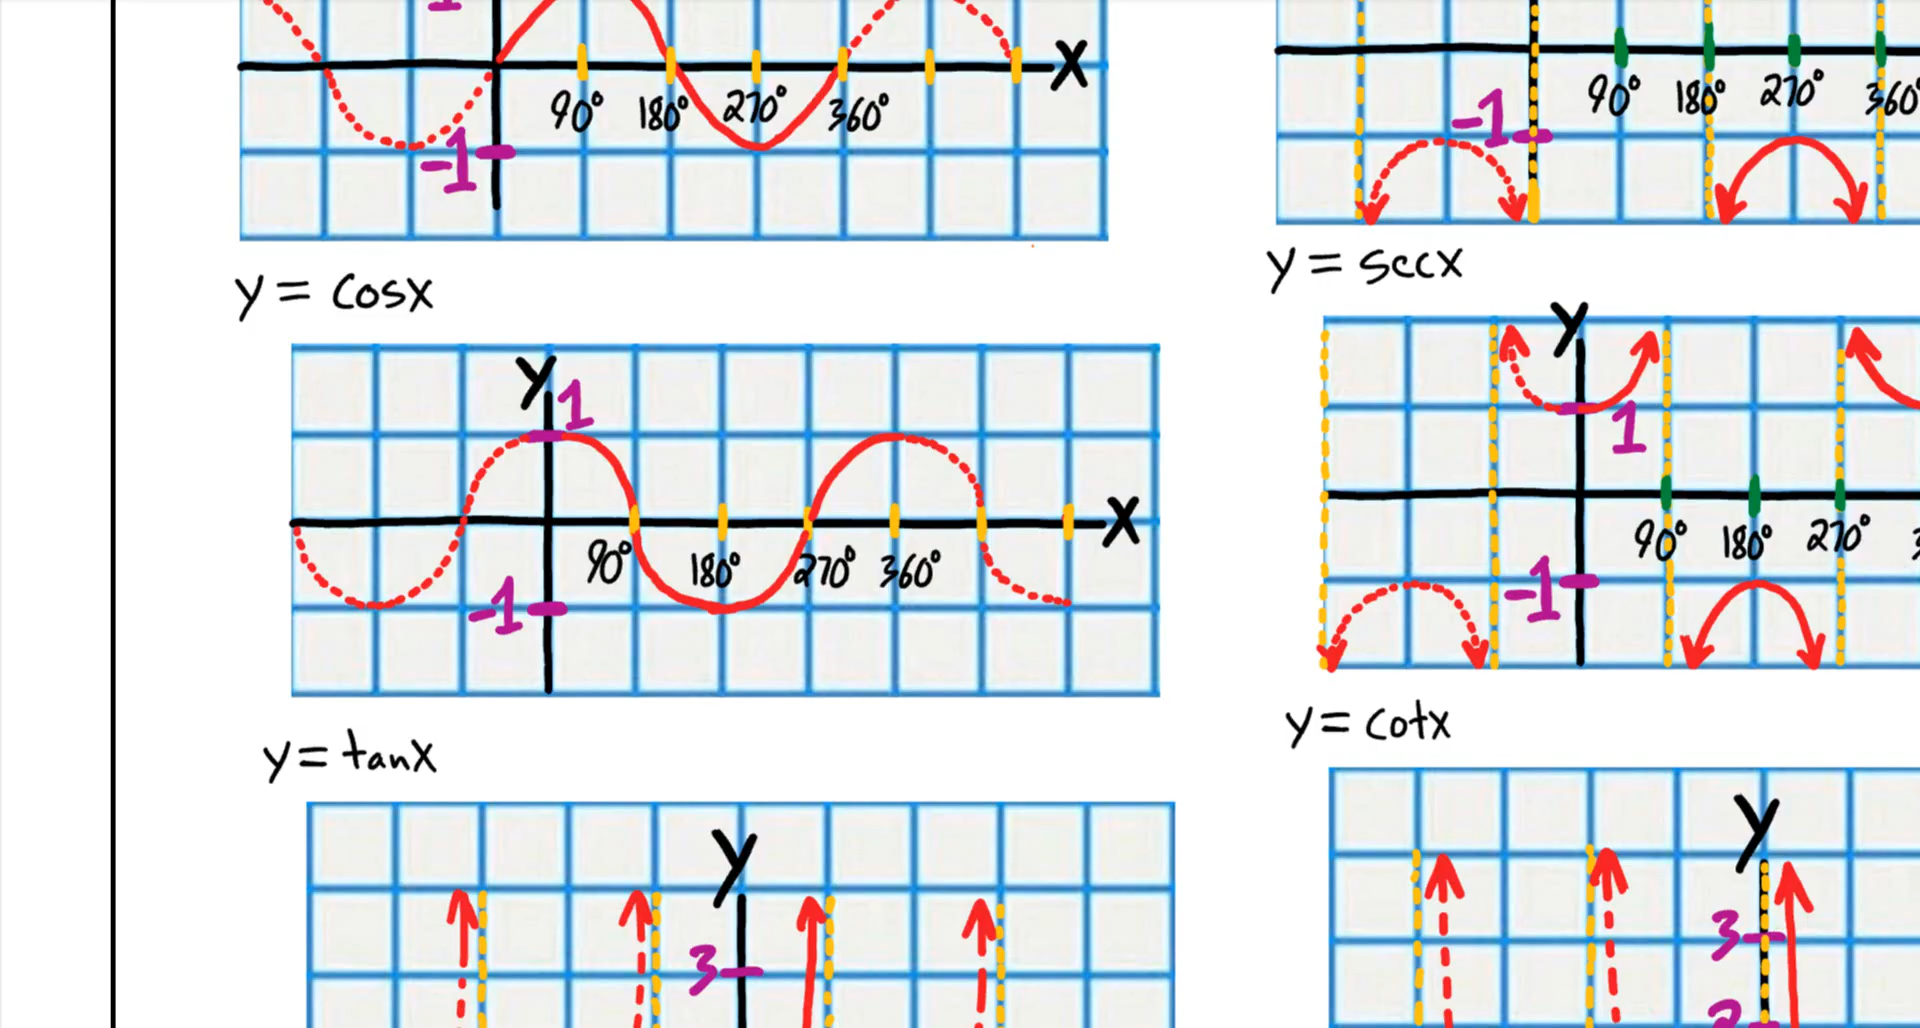 1
X
90° 180° 270° 360°
-1
90° 180° 270° 360°
-1
y = cosx
Y
1
X
90° 180° 270° 360°
-1
y = secx
Y
1
90° 180° 270°
-1
y = tanx
Y
3
y = cotx
Y
3
2